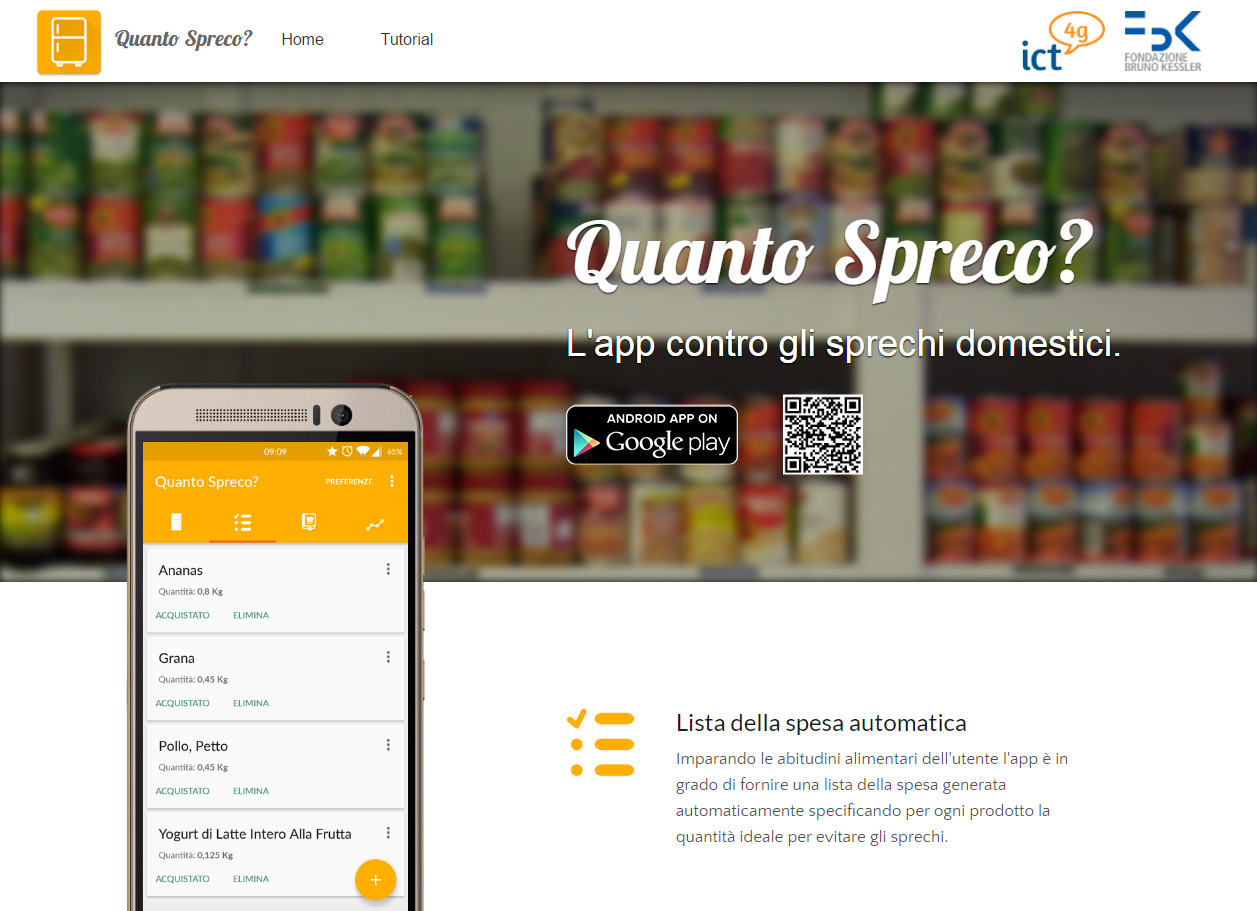 Quanto Spreco?
Home
Tutorial
ict 4g
FBK
FONDAZIONE
BRUNO KESSLER
Quanto Spreco?
L'app contro gli sprechi domestici.
ANDROID APP ON
Google play
09:09
65%
Quanto Spreco?
PREFERENZE
Ananas
Quantità: 0,8 Kg
ACQUISTATO ELIMINA
Grana
Quantità: 0,45 Kg
ACQUISTATO ELIMINA
Pollo, Petto
Quantità: 0,45 Kg
ACQUISTATO ELIMINA
Yogurt di Latte Intero Alla Frutta
Quantità: 0,125 Kg
ACQUISTATO ELIMINA
+
Lista della spesa automatica
Imparando le abitudini alimentari dell'utente l'app è in
grado di fornire una lista della spesa generata
automaticamente specificando per ogni prodotto la
quantità ideale per evitare gli sprechi.